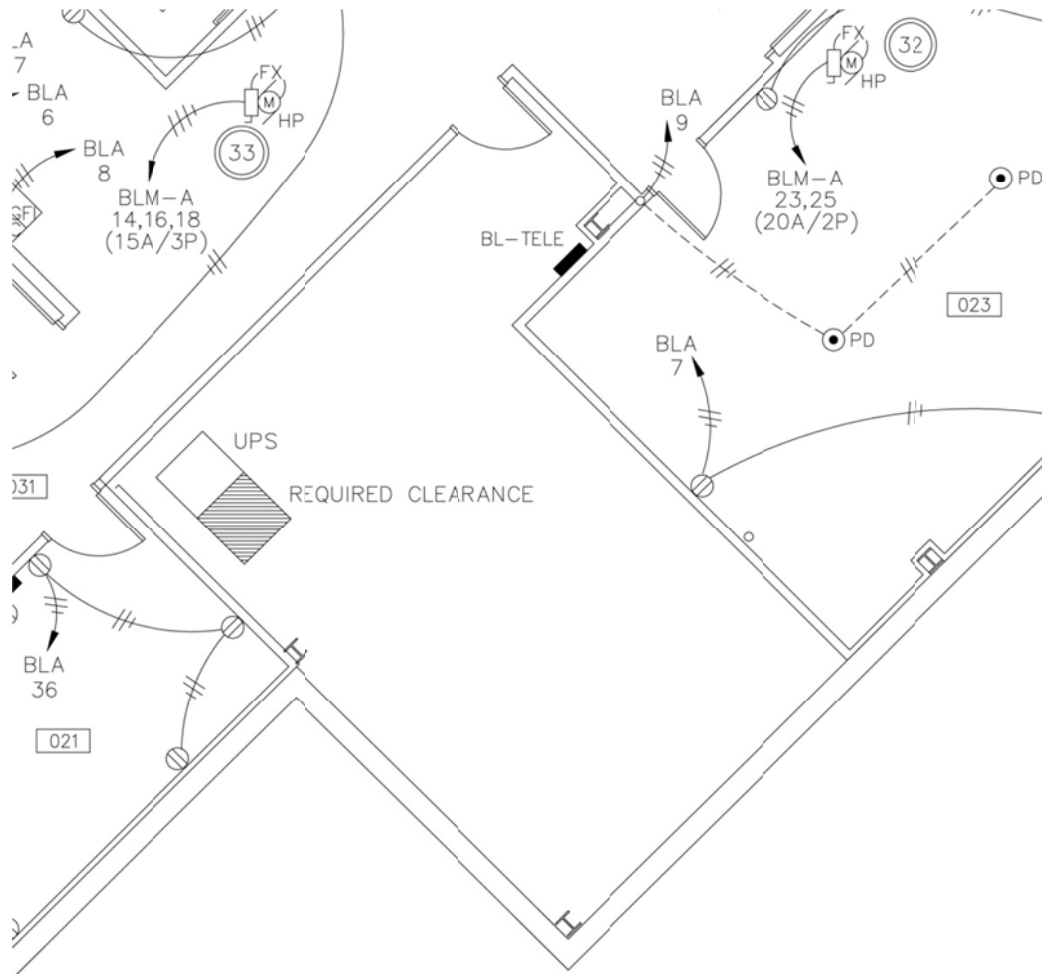 LA
7
BLA
6
BLA
8
GFI
FX
M
HP
33
BLM-A
14,16,18
(15A/3P)
BLA
9
FX
M
HP
32
BLM-A
23,25
(20A/2P)
PD
BL-TELE
023
PD
BLA
7
UPS
REQUIRED CLEARANCE
031
BLA
36
021